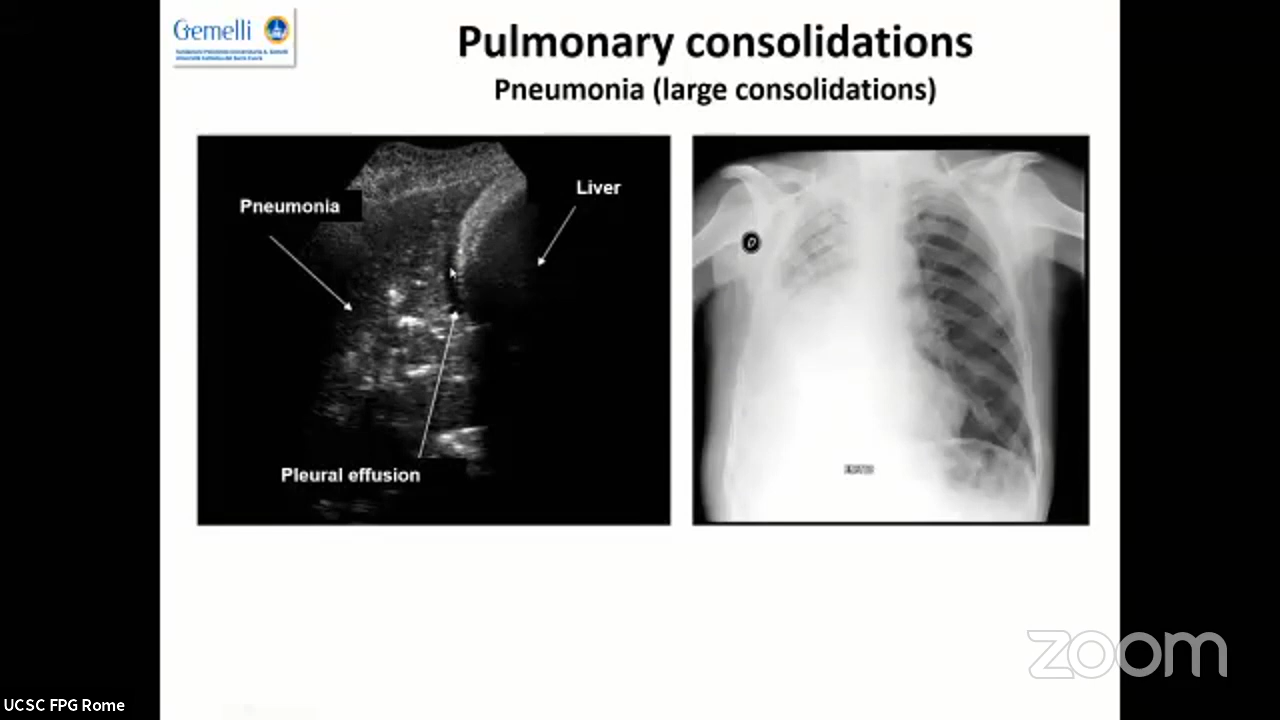 Gemelli
Pulmonary consolidations
Pneumonia (large consolidations)
Pneumonia
Liver
Pleural effusion
D
zoom
UCSC FPG Rome